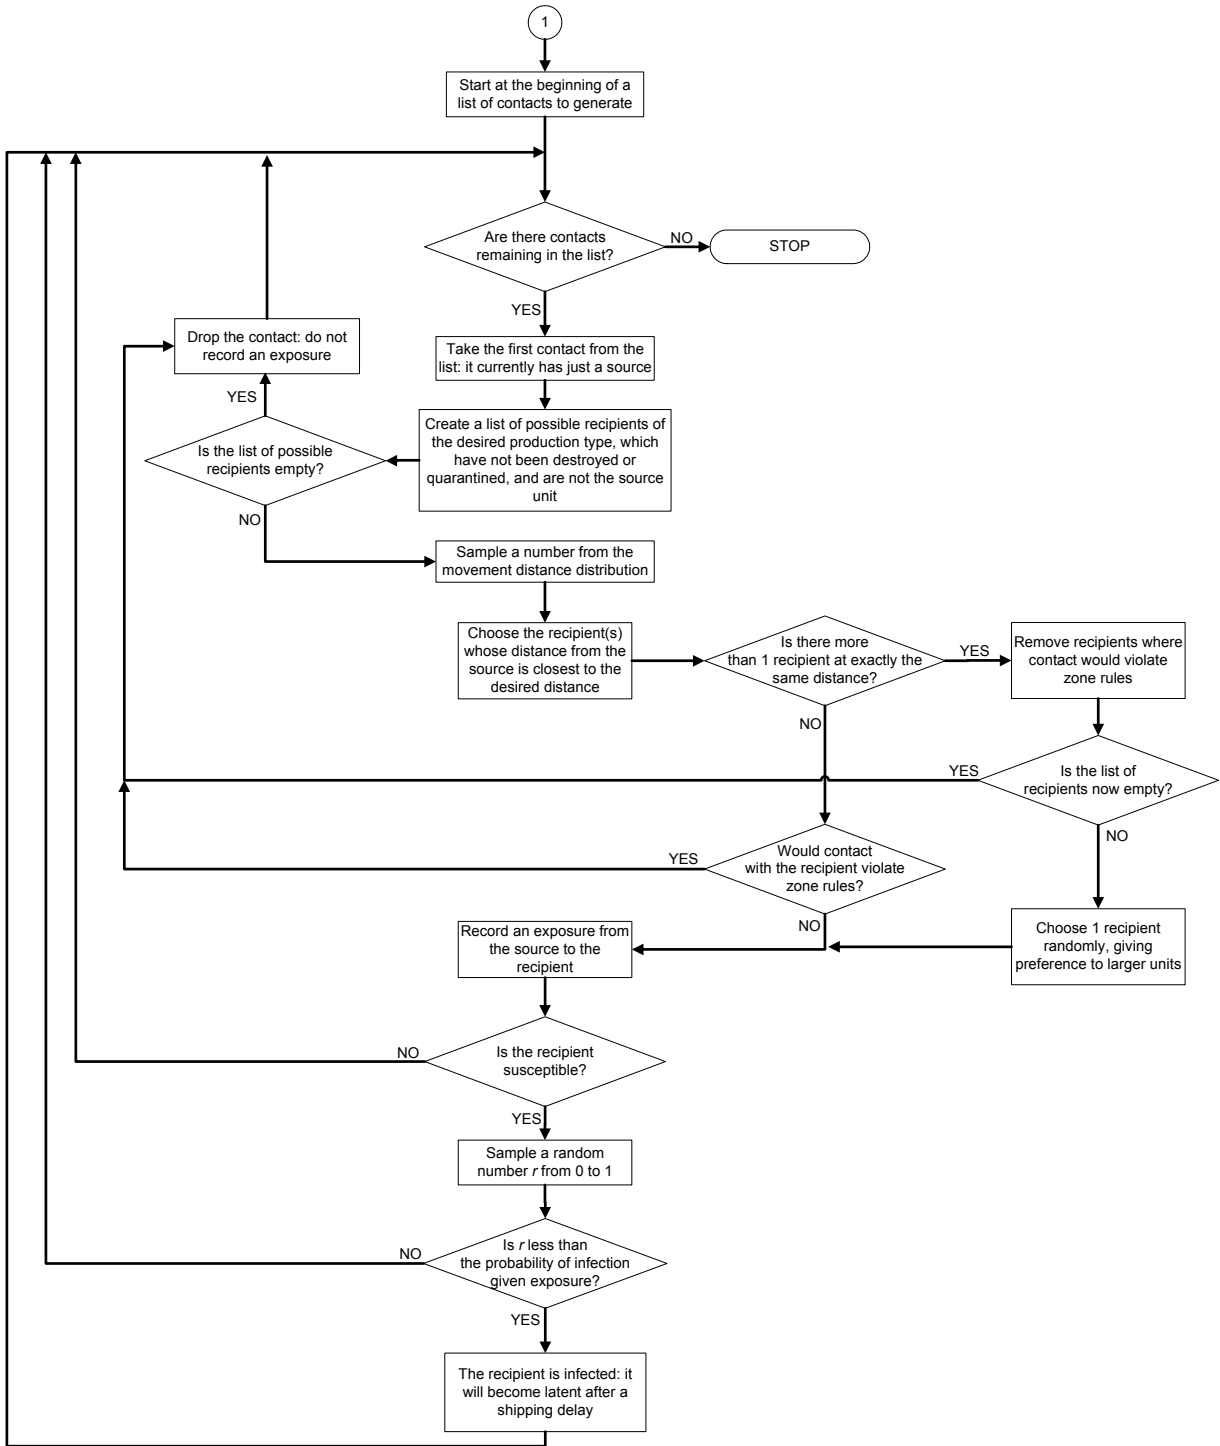 1
Start at the beginning of a
list of contacts to generate
Are there contacts
remaining in the list?
NO
STOP
YES
Drop the contact: do not
record an exposure
Take the first contact from the
list: it currently has just a source
YES
Create a list of possible recipients of
the desired production type, which
have not been destroyed or
quarantined, and are not the source
unit
Is the list of possible
recipients empty?
NO
Sample a number from the
movement distance distribution
Choose the recipient(s)
whose distance from the
source is closest to the
desired distance
Is there more
than 1 recipient at exactly the
same distance?
YES
Remove recipients where
contact would violate
zone rules
NO
YES
Is the list of
recipients now empty?
NO
Would contact
with the recipient violate
zone rules?
YES
NO
Choose 1 recipient
randomly, giving
preference to larger units
Record an exposure from
the source to the
recipient
NO
Is the recipient
susceptible?
YES
Sample a random
number r from 0 to 1
NO
Is r less than
the probability of infection
given exposure?
YES
The recipient is infected: it
will become latent after a
shipping delay